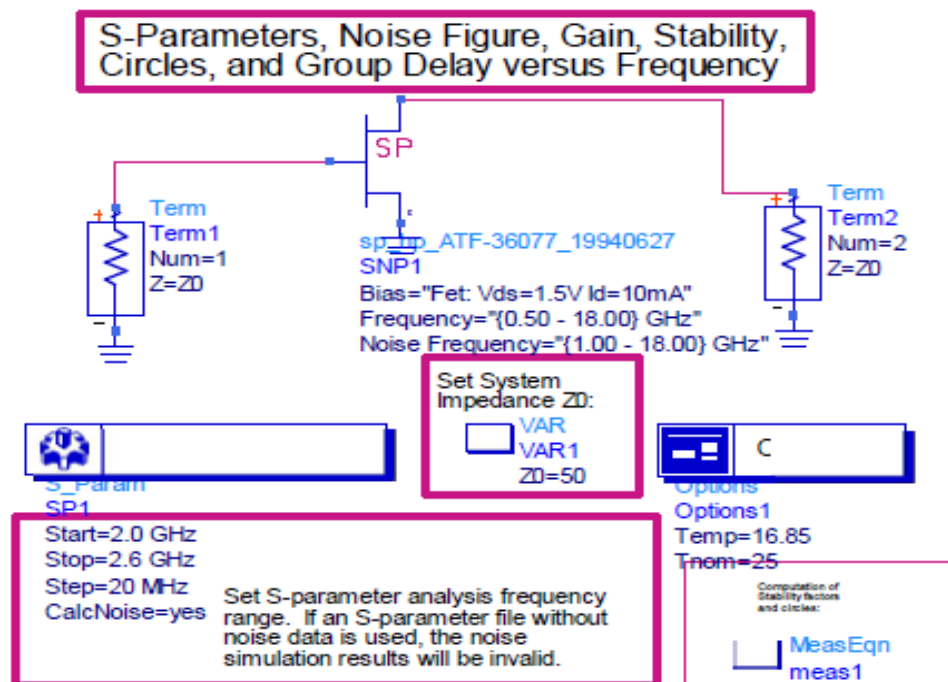 S-Parameters, Noise Figure, Gain, Stability,
Circles, and Group Delay versus Frequency
SP
Term
Term1
Num=1
Z=Z0
+
-
sp_hp_ATF-36077_19940627
SNP1
Bias="Fet: Vds=1.5V Id=10mA"
Frequency="{0.50 - 18.00} GHz"
Noise Frequency="{1.00 - 18.00} GHz"
Term
Term2
Num=2
Z=Z0
+
-
Set System
Impedance Z0:
VAR
VAR1
Z0=50
S_Param
SP1
Start=2.0 GHz
Stop=2.6 GHz
Step=20 MHz
CalcNoise=yes
Set S-parameter analysis frequency
range. If an S-parameter file without
noise data is used, the noise
simulation results will be invalid.
C
Options
Options1
Temp=16.85
Tnom=25
Computation of
Stability factors
and circles:
MeasEqn
meas1